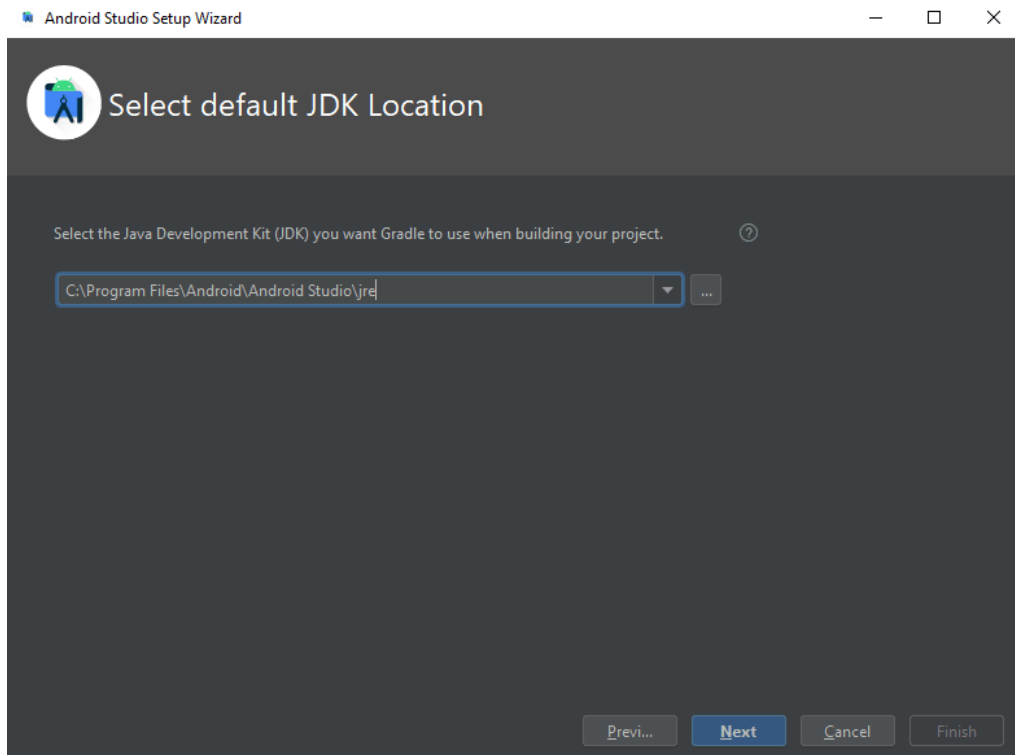 Android Studio Setup Wizard
Select default JDK Location
Select the Java Development Kit (JDK) you want Gradle to use when building your project.
C:\Program Files\Android\Android Studio\jre
...
Previ...
Next
Cancel
Finish